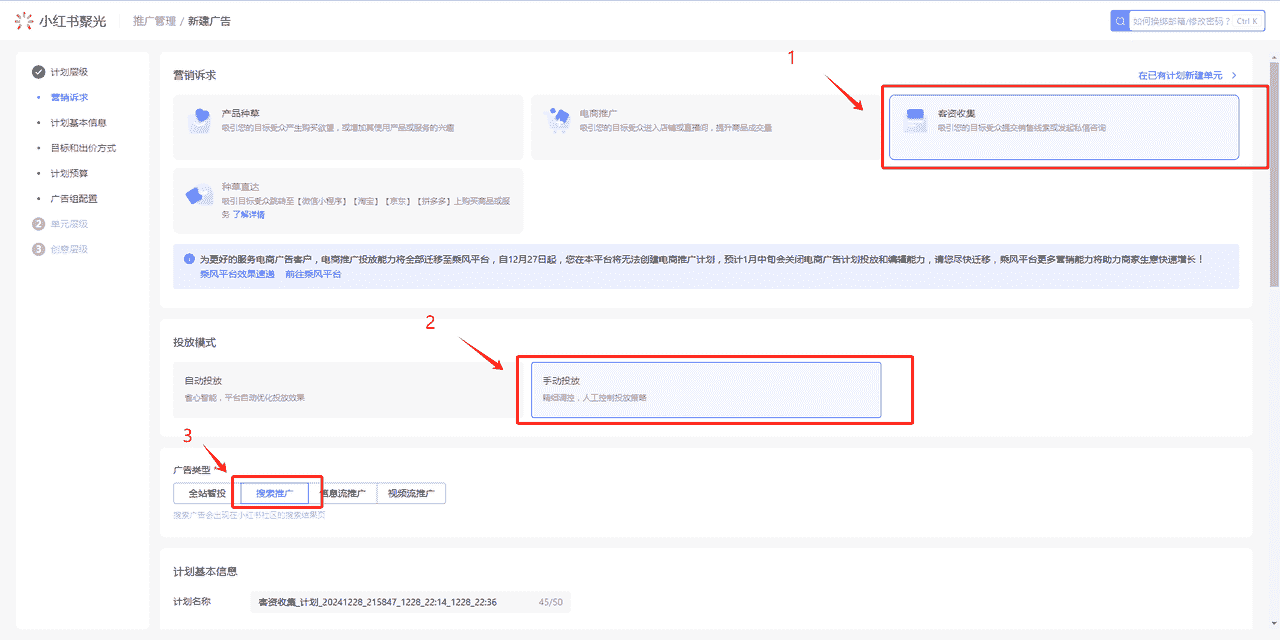 小红书聚光
推广管理 / 新建广告
如何换绑邮箱/修改密码？ Ctrl K
计划层级
营销诉求
计划基本信息
目标和出价方式
计划预算
广告组配置
2 单元层级
3 创意层级
营销诉求
在已有计划新建单元
1
产品种草
吸引您的目标受众产生购买欲望，或增加其使用产品或服务的兴趣
电商推广
吸引您的目标受众进入店铺或直播间，提升商品成交量
客资收集
吸引您的目标受众提交销售线索或发起私信咨询
种草直达
吸引目标受众跳转至【微信小程序】【淘宝】【京东】【拼多多】上购买商品或服
务 了解详情
为更好的服务电商广告客户，电商推广投放能力将全部迁移至乘风平台，自12月27日起，您在本平台将无法创建电商推广计划，预计1月中旬会关闭电商广告计划投放和编辑能力，请您尽快迁移，乘风平台更多营销能力将助力商家生意快速增长！
乘风平台效果速递 前往乘风平台
2
投放模式
自动投放
省心智能，平台自动优化投放效果
手动投放
精细调控，人工控制投放策略
3
广告类型
全站智投
搜索推广
信息流推广
视频流推广
搜索广告会出现在小红书社区的搜索结果页
计划基本信息
计划名称
客资收集_计划_20241228_215847_1228_22:14_1228_22:36
45/50